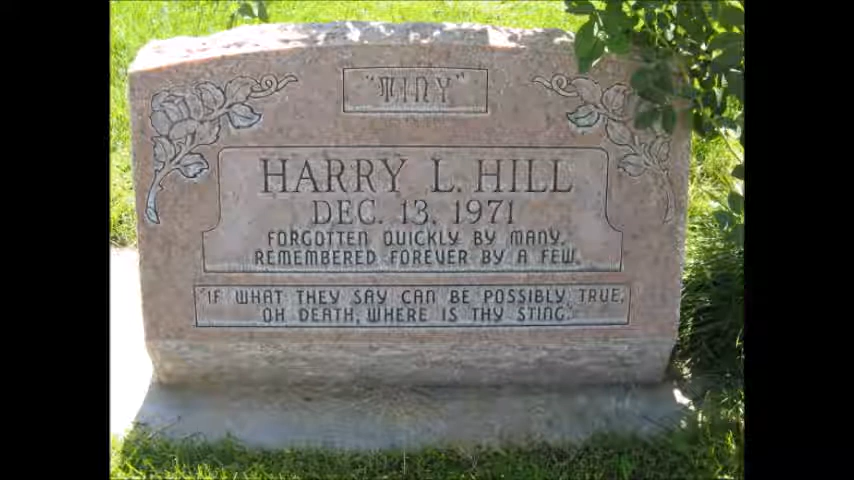 "TINY"
HARRY L. HILL
DEC. 13, 1971
FORGOTTEN QUICKLY BY MANY,
REMEMBERED FOREVER BY A FEW.
"IF WHAT THEY SAY CAN BE POSSIBLY TRUE,
OH DEATH, WHERE IS THY STING."